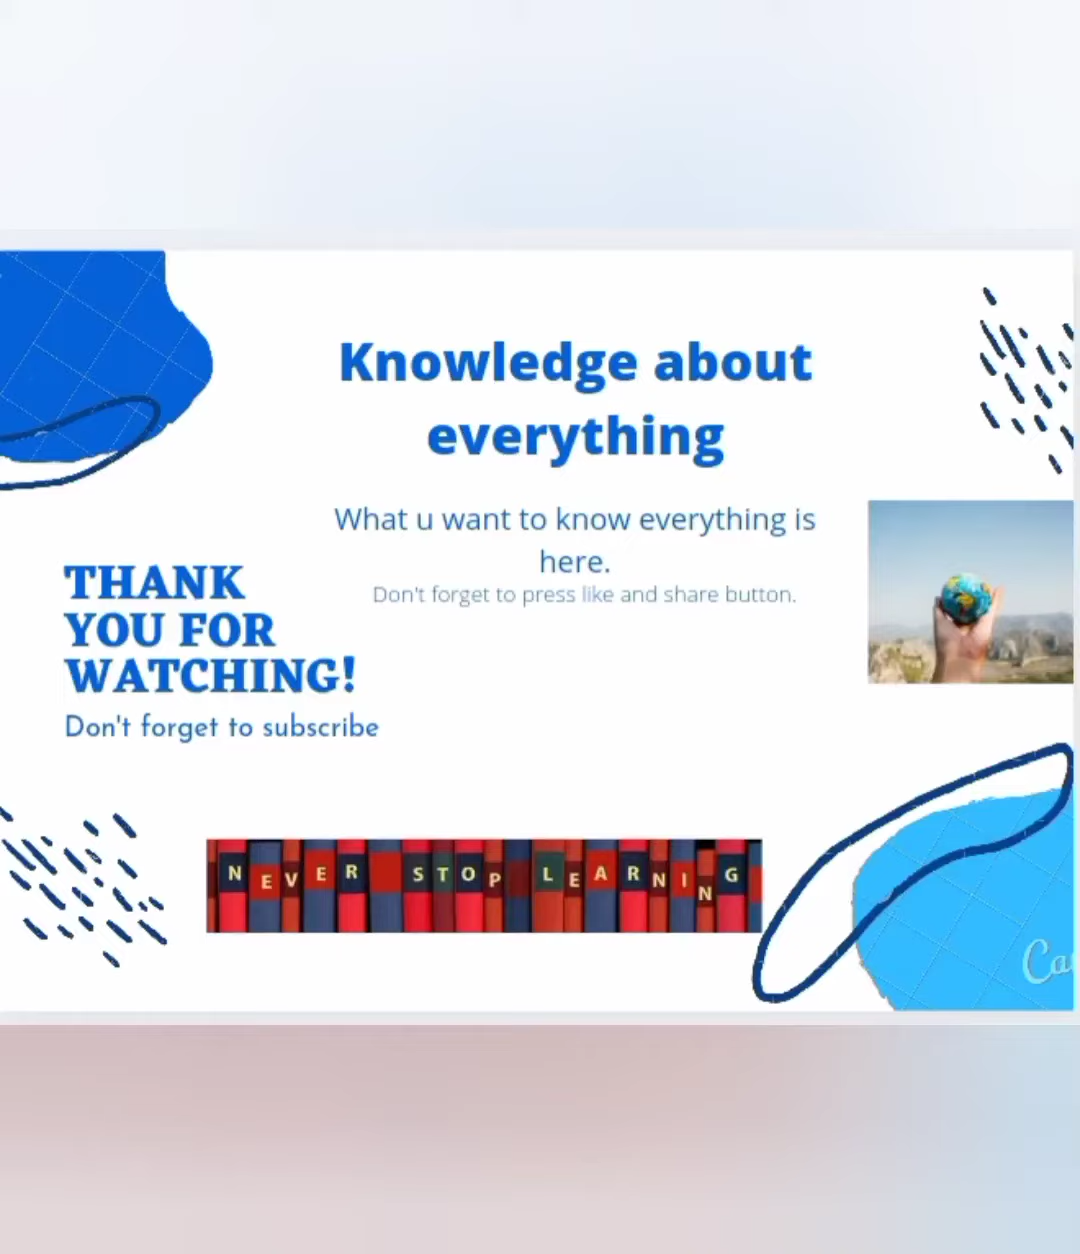 Knowledge about
everything
What u want to know everything is
here.
Don't forget to press like and share button.
THANK
YOU FOR
WATCHING!
Don't forget to subscribe
NEVER STOP LEARNING